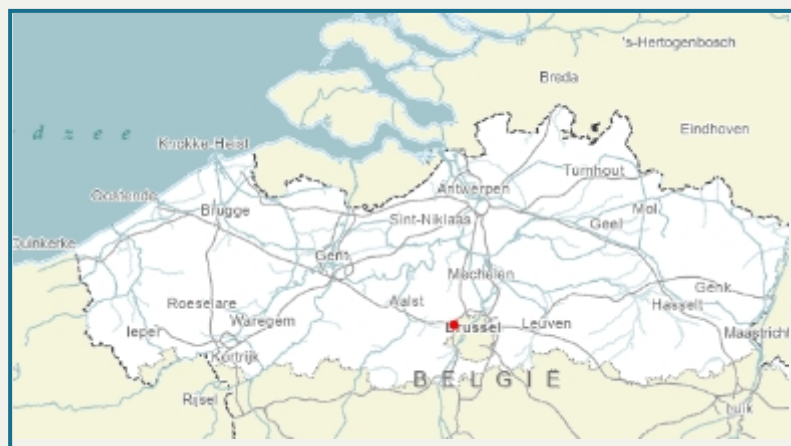 's-Hertogenbosch
Breda
dzee
Eindhoven
Knokke-Heist
Turnhout
Oostende
Antwerpen
Mol
Brugge
Sint-Niklaas
Geel
Duinkerke
Gent
Mechelen
Genk
Roeselare
Aalst
Hasselt
Ieper
Waregem
Brussel
Leuven
Maastricht
Kortrijk
BELGIË
Rijsel
Luik